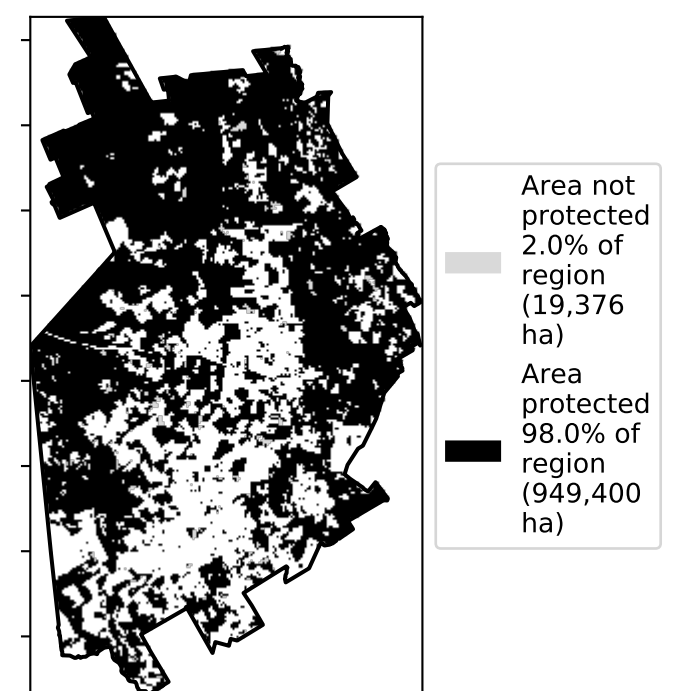 Area not
protected
2.0% of
region
(19,376
ha)
Area
protected
98.0% of
region
(949,400
ha)